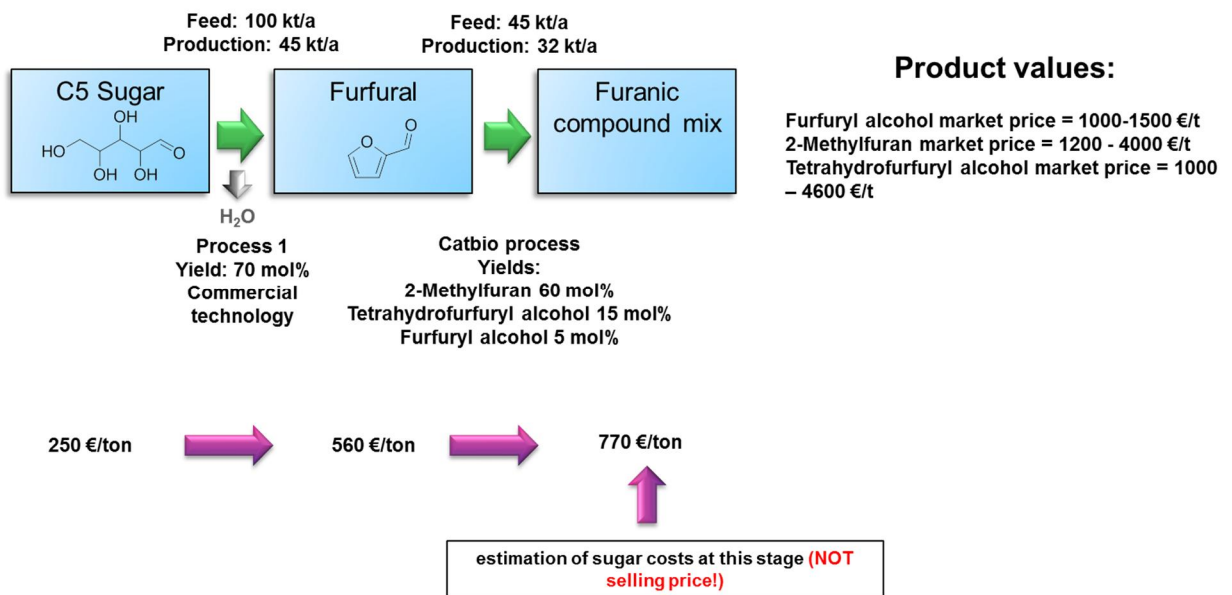 Feed: 100 kt/a
Production: 45 kt/a
Feed: 45 kt/a
Production: 32 kt/a
C5 Sugar
OH
HO
O
OH
OH
Furfural
O
O
Furanic
compound mix
H₂O
Process 1
Yield: 70 mol%
Commercial
technology
Catbio process
Yields:
2-Methylfuran 60 mol%
Tetrahydrofurfuryl alcohol 15 mol%
Furfuryl alcohol 5 mol%
Product values:
Furfuryl alcohol market price = 1000-1500 €/t
2-Methylfuran market price = 1200 - 4000 €/t
Tetrahydrofurfuryl alcohol market price = 1000
– 4600 €/t
250 €/ton
560 €/ton
770 €/ton
estimation of sugar costs at this stage (NOT
selling price!)